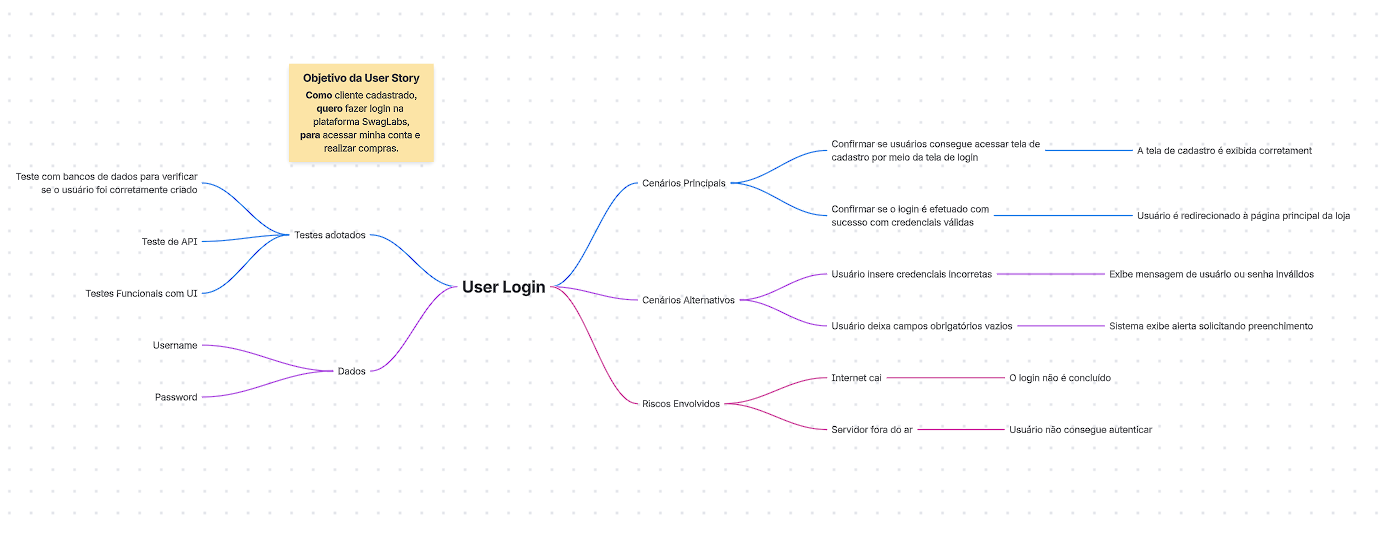 Objetivo da User Story
Como cliente cadastrado,
quero fazer login na
plataforma SwagLabs,
para acessar minha conta e
realizar compras.
Teste com bancos de dados para verificar
se o usuário foi corretamente criado
Teste de API
Testes Funcionais com UI
Testes adotados
Username
Password
Dados
User Login
Cenários Principais
Confirmar se usuários consegue acessar tela de
cadastro por meio da tela de login
A tela de cadastro é exibida corretament
Confirmar se o login é efetuado com
sucesso com credenciais válidas
Usuário é redirecionado à página principal da loja
Cenários Alternativos
Usuário insere credenciais incorretas
Exibe mensagem de usuário ou senha inválidos
Usuário deixa campos obrigatórios vazios
Sistema exibe alerta solicitando preenchimento
Riscos Envolvidos
Internet cai
O login não é concluído
Servidor fora do ar
Usuário não consegue autenticar